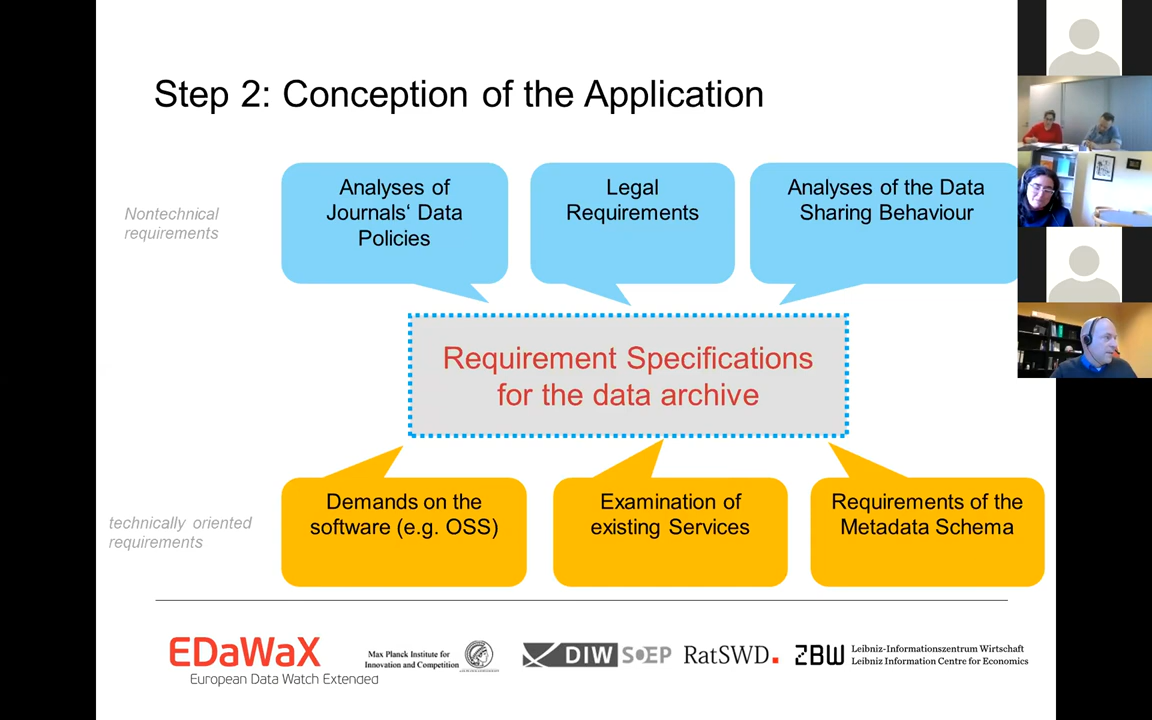 Step 2: Conception of the Application
Nontechnical
requirements
Analyses of
Journals‘ Data
Policies
Legal
Requirements
Analyses of the Data
Sharing Behaviour
Requirement Specifications
for the data archive
technically oriented
requirements
Demands on the
software (e.g. OSS)
Examination of
existing Services
Requirements of the
Metadata Schema
EDaWaX
European Data Watch Extended
Max Planck Institute for
Innovation and Competition
DIW SOEP
RatSWD
ZBW
Leibniz-Informationszentrum Wirtschaft
Leibniz Information Centre for Economics